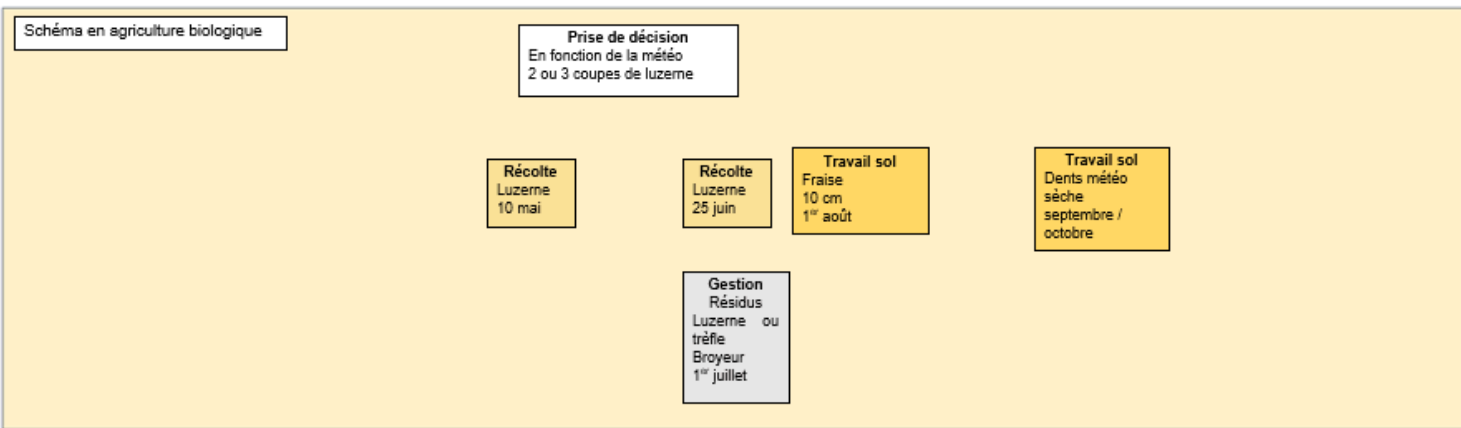 Schéma en agriculture biologique
Prise de décision
En fonction de la météo
2 ou 3 coupes de luzerne
Récolte
Luzerne
10 mai
Récolte
Luzerne
25 juin
Travail sol
Fraise
10 cm
1er août
Travail sol
Dents météo
sèche
septembre /
octobre
Gestion
Résidus
Luzerne ou
trèfle
Broyeur
1er juillet